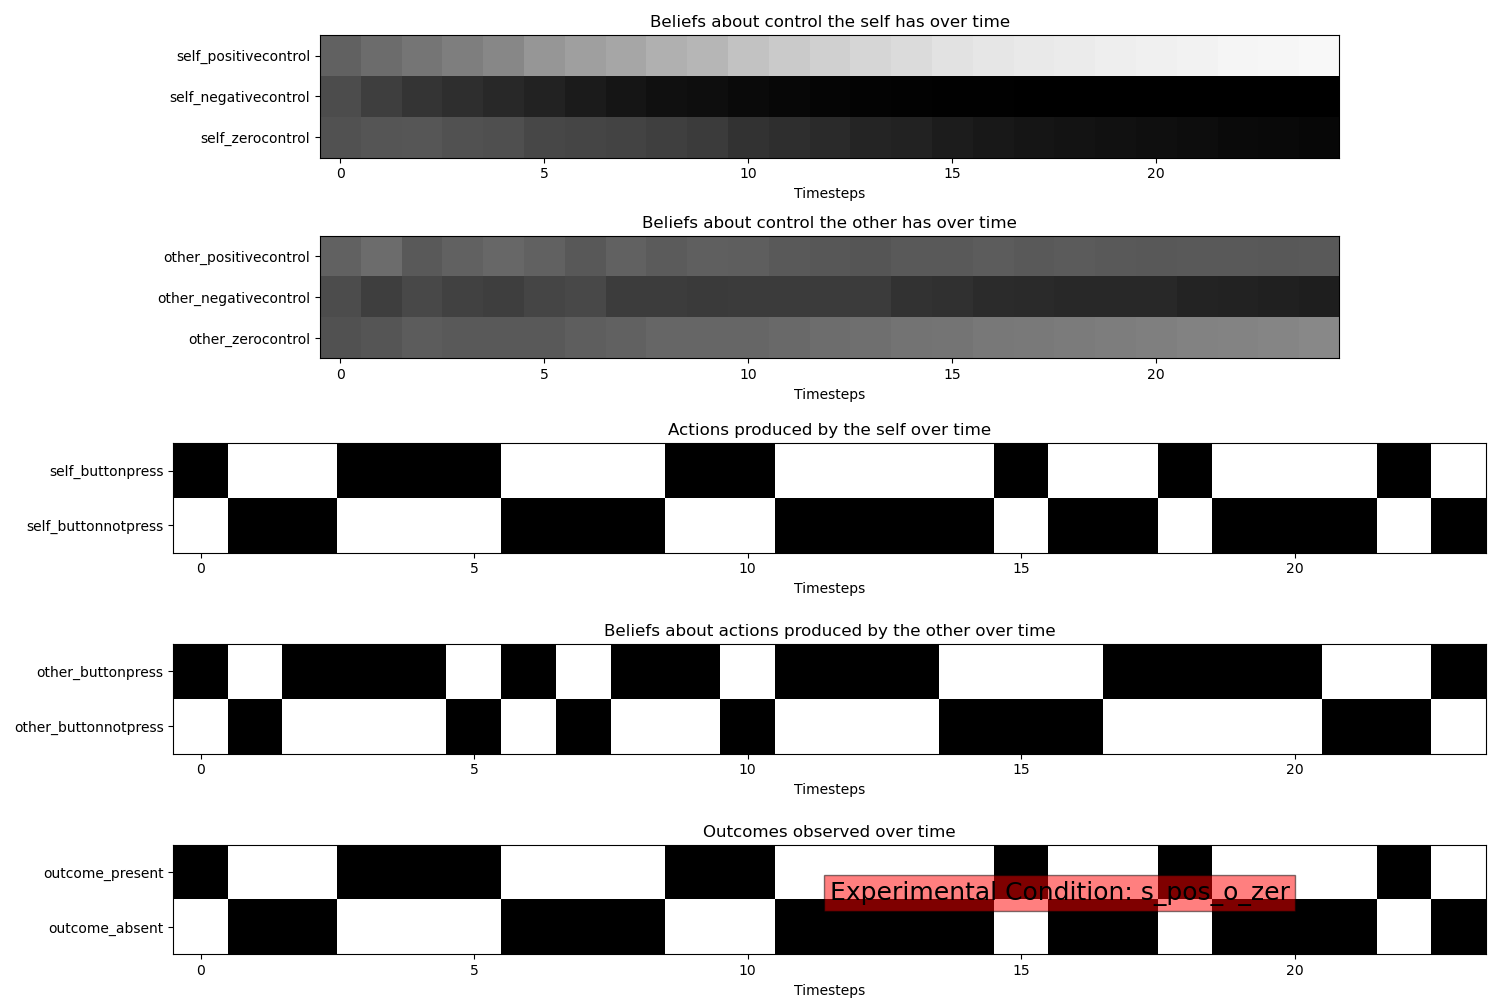 Beliefs about control the self has over time
self_positivecontrol
self_negativecontrol
self_zerocontrol
0 5 10 15 20
Timesteps
Beliefs about control the other has over time
other_positivecontrol
other_negativecontrol
other_zerocontrol
0 5 10 15 20
Timesteps
Actions produced by the self over time
self_buttonpress
self_buttonnotpress
0 5 10 15 20
Timesteps
Beliefs about actions produced by the other over time
other_buttonpress
other_buttonnotpress
0 5 10 15 20
Timesteps
Outcomes observed over time
outcome_present
Experimental Condition: s_pos_o_zer
outcome_absent
0 5 10 15 20
Timesteps